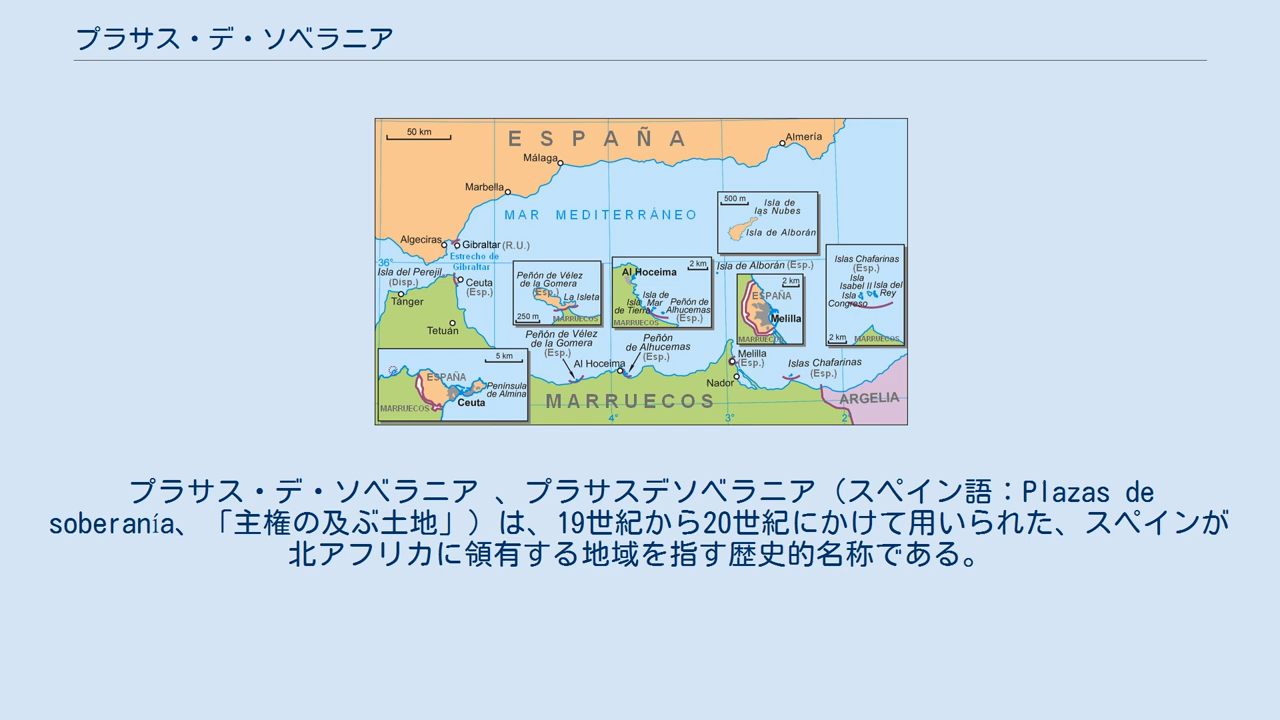 プラサス・デ・ソベラニア
50 km
ESPAÑA
Almería
Málaga
Marbella
500 m
Isla de
las Nubes
Isla de Alborán
MAR MEDITERRÁNEO
Algeciras
Gibraltar (R.U.)
Estrecho de
Gibraltar
36°
Isla del Perejil
(Disp.)
Ceuta
(Esp.)
Tánger
Tetuán
Peñón de Vélez
de la Gomera
(Esp.)
La Isleta
250 m
MARRUECOS
Al Hoceima
2 km
Isla de
Isla Mar
de Tierra
Peñón de
Alhucemas
(Esp.)
MARRUECOS
Isla de Alborán (Esp.)
2 km
ESPAÑA
Melilla
MARRUECOS
Islas Chafarinas
(Esp.)
Isla
Isabel II
Isla del
Rey
Isla
Congreso
2 km
MARRUECOS
Peñón de Vélez
de la Gomera
(Esp.)
Peñón
de Alhucemas
(Esp.)
Al Hoceima
Melilla
(Esp.)
Nador
Islas Chafarinas
(Esp.)
5 km
ESPAÑA
Península
de Almina
Ceuta
MARRUECOS
MARRUECOS
ARGELIA
4°
3°
2°
プラサス・デ・ソベラニア 、プラサスデソベラニア（スペイン語：Plazas de
soberanía、「主権の及ぶ土地」）は、19世紀から20世紀にかけて用いられた、スペインが
北アフリカに領有する地域を指す歴史的名称である。